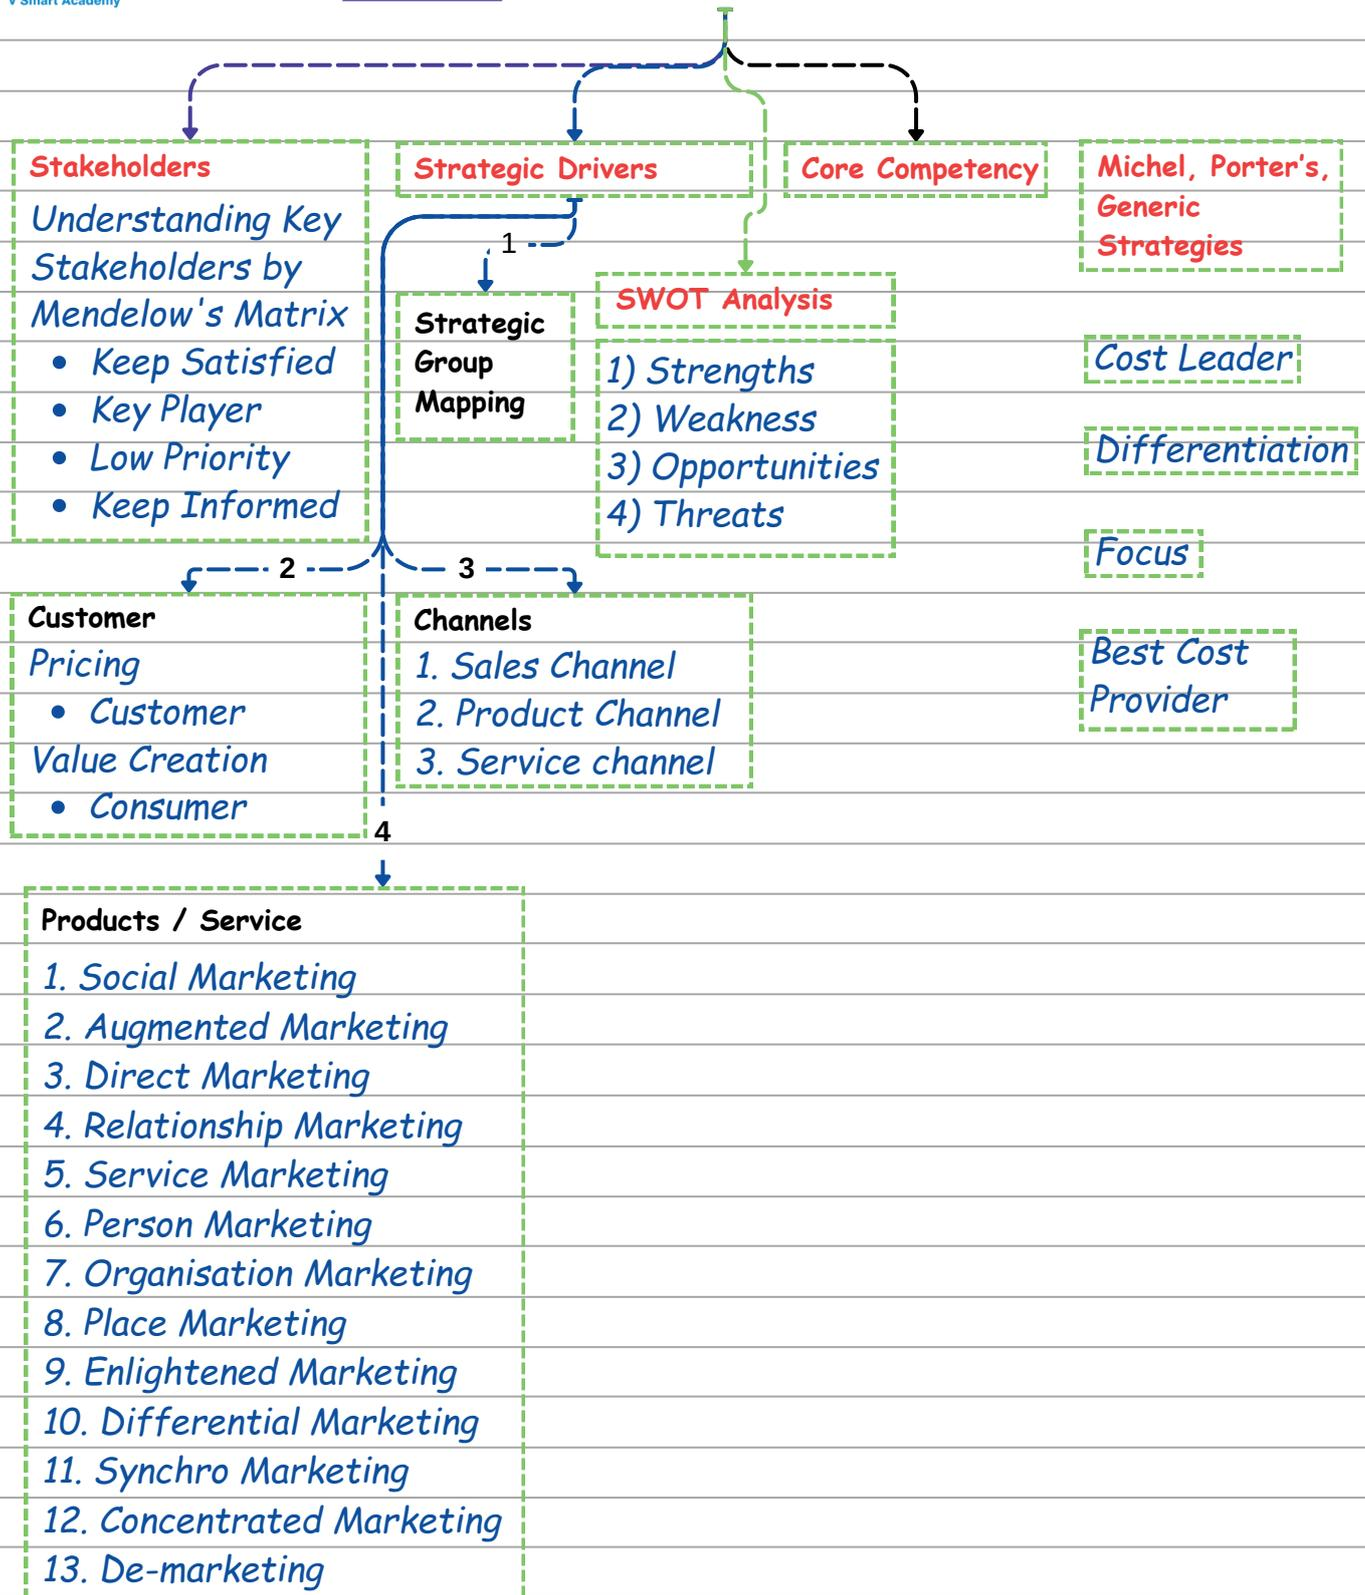 V Smart Academy
Stakeholders
Understanding Key
Stakeholders by
Mendelow's Matrix
• Keep Satisfied
• Key Player
• Low Priority
• Keep Informed
Strategic Drivers
1
Strategic
Group
Mapping
Core Competency
SWOT Analysis
1) Strengths
2) Weakness
3) Opportunities
4) Threats
Michel, Porter's,
Generic
Strategies
Cost Leader
Differentiation
Focus
Best Cost
Provider
2
3
Customer
Pricing
• Customer
Value Creation
• Consumer
Channels
1. Sales Channel
2. Product Channel
3. Service channel
4
Products / Service
1. Social Marketing
2. Augmented Marketing
3. Direct Marketing
4. Relationship Marketing
5. Service Marketing
6. Person Marketing
7. Organisation Marketing
8. Place Marketing
9. Enlightened Marketing
10. Differential Marketing
11. Synchro Marketing
12. Concentrated Marketing
13. De-marketing